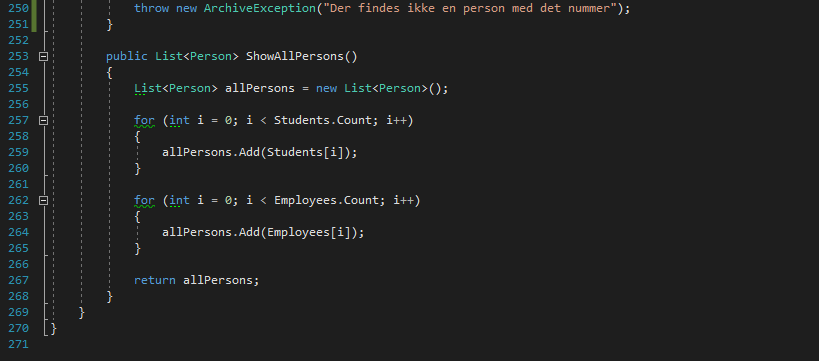 250 throw new ArchiveException("Der findes ikke en person med det nummer");
251 }
252
253 public List<Person> ShowAllPersons()
254 {
255 List<Person> allPersons = new List<Person>();
256
257 for (int i = 0; i < Students.Count; i++)
258 {
259 allPersons.Add(Students[i]);
260 }
261
262 for (int i = 0; i < Employees.Count; i++)
263 {
264 allPersons.Add(Employees[i]);
265 }
266
267 return allPersons;
268 }
269 }
270 }
271